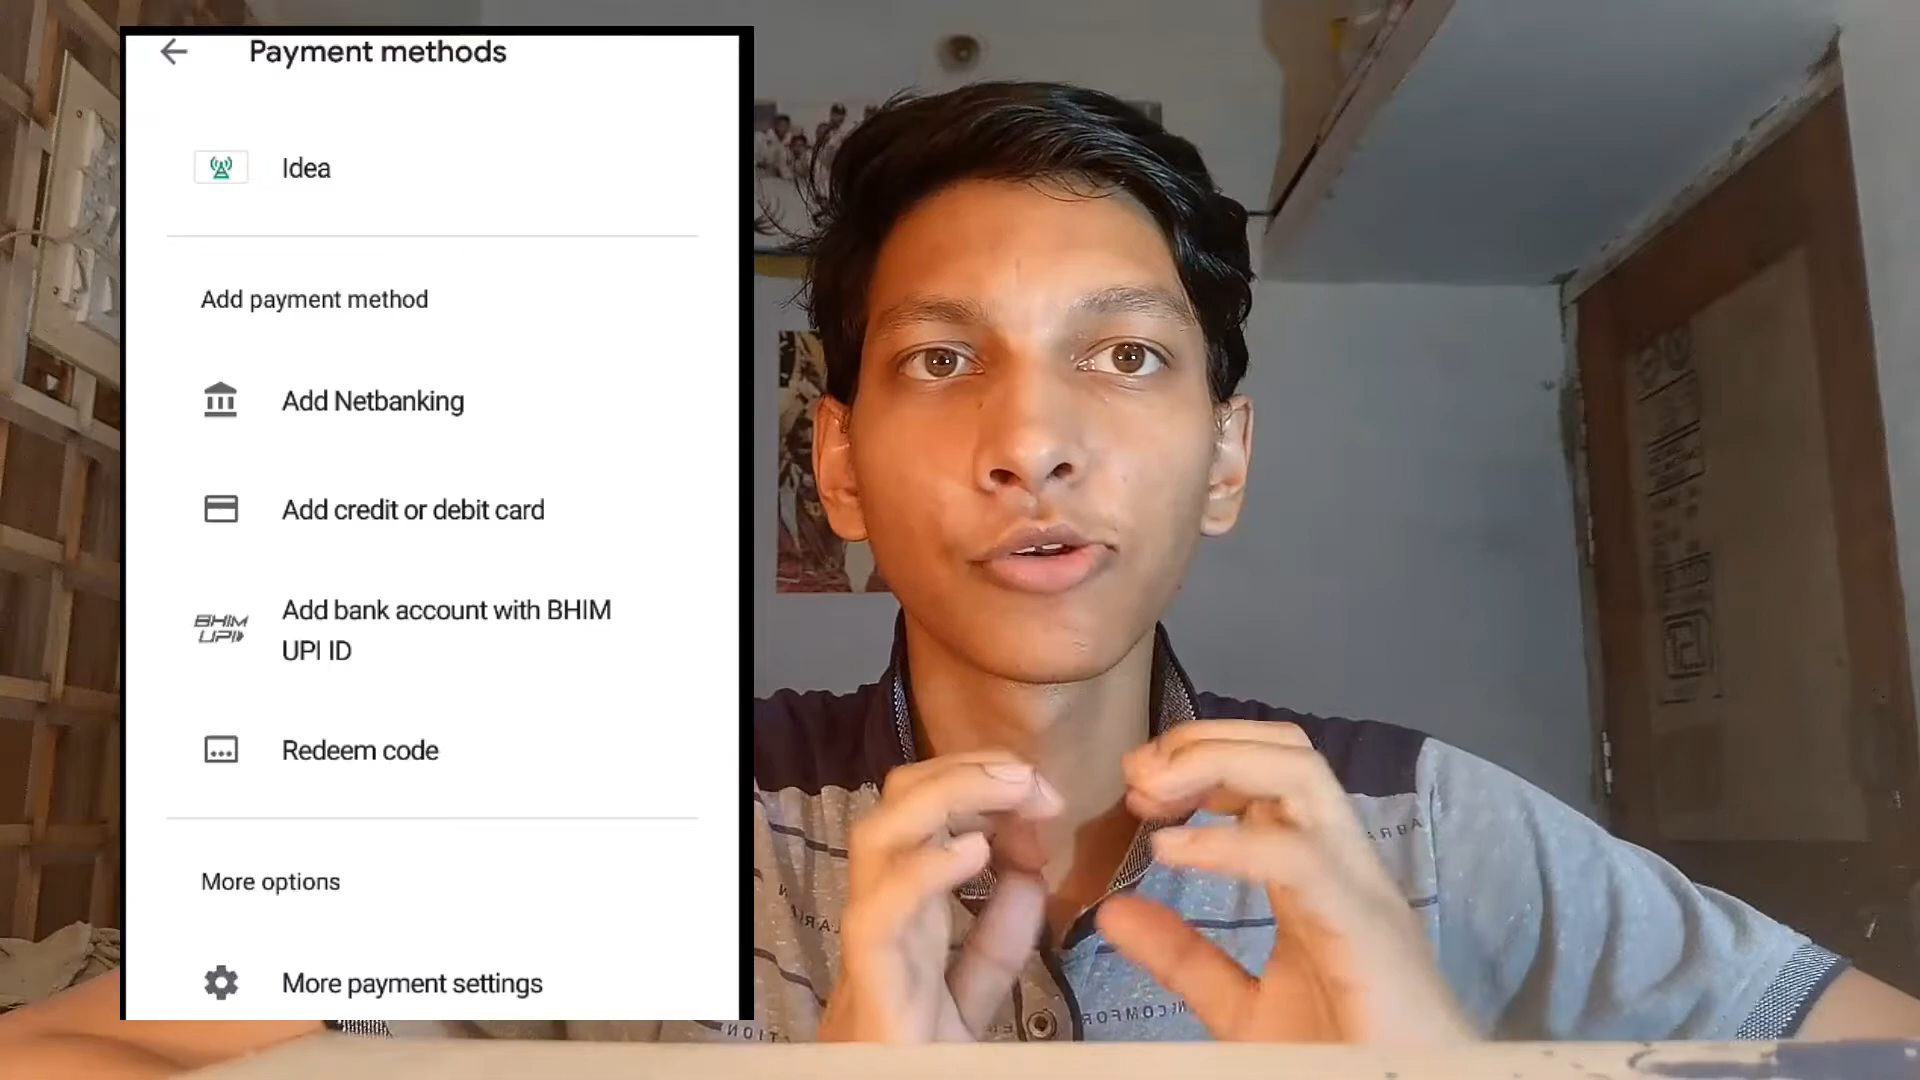 Payment methods
Idea
Add payment method
Add Netbanking
Add credit or debit card
BHIM
UPI
Add bank account with BHIM
UPI ID
Redeem code
More options
More payment settings